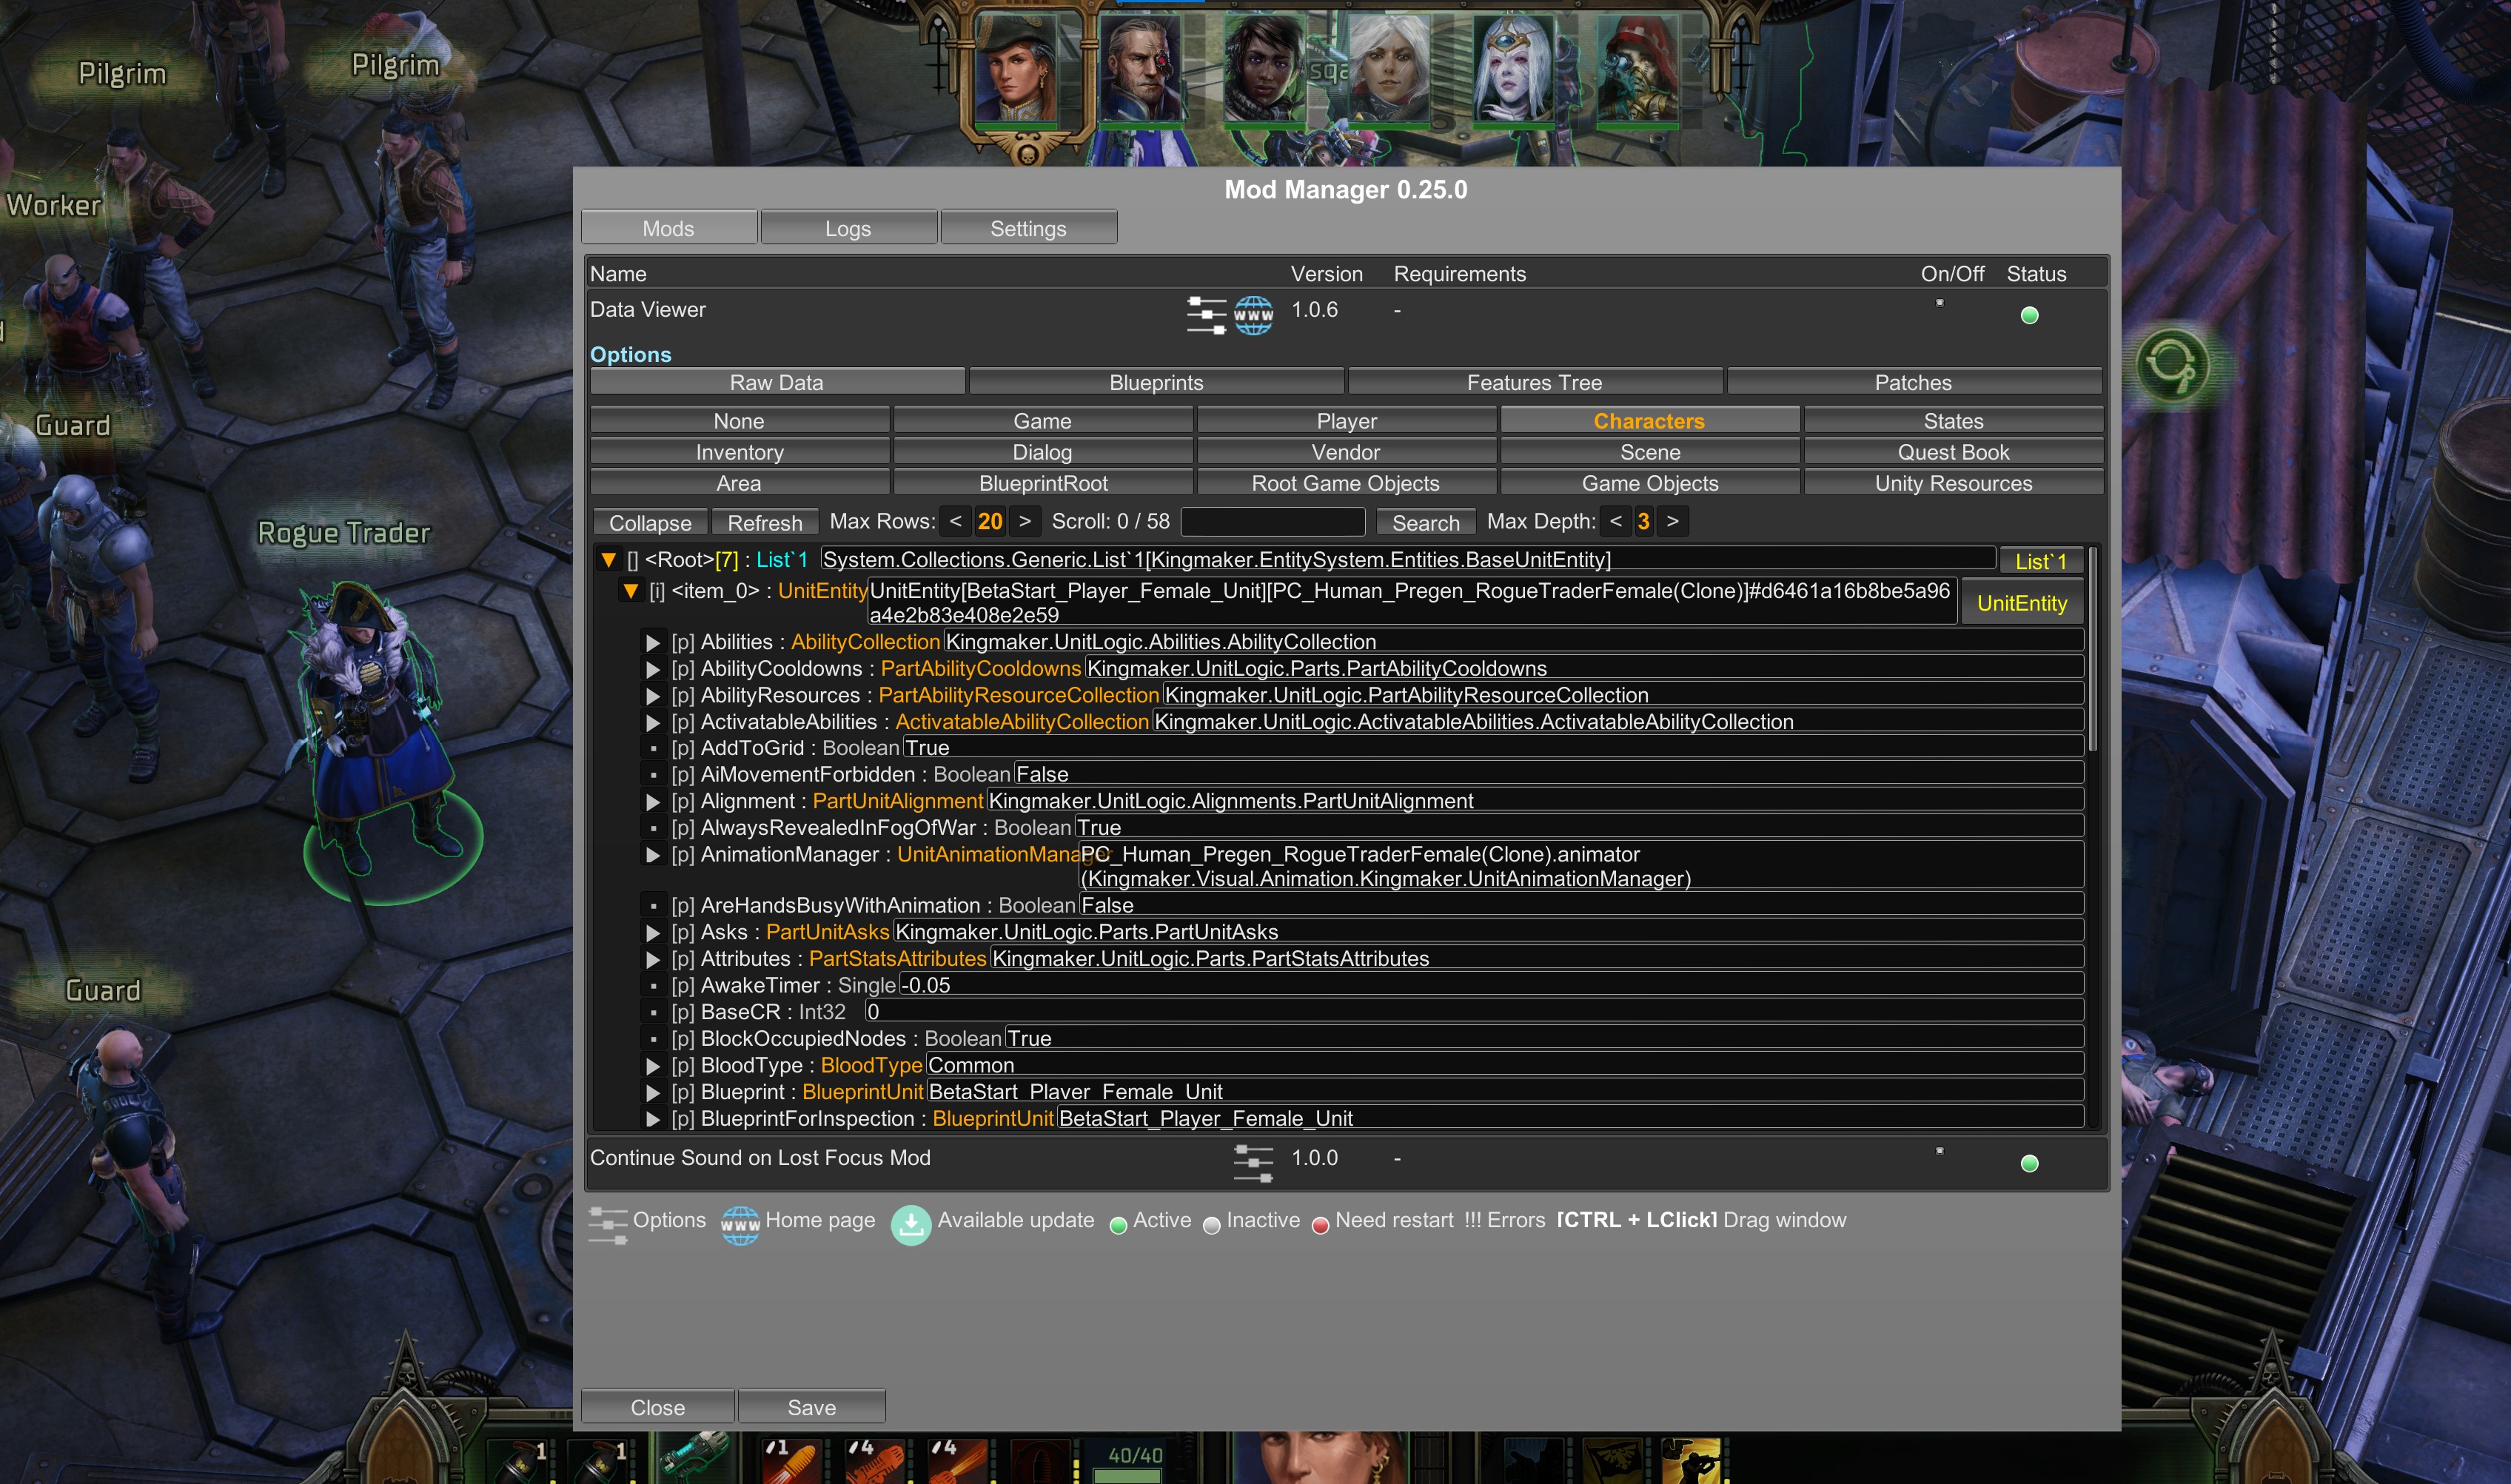 Pilgrim
Pilgrim
Worker
Guard
Rogue Trader
Guard
Mod Manager 0.25.0
Mods Logs Settings
Name Version Requirements On/Off Status
Data Viewer WWW 1.0.6 -
Options
Raw Data Blueprints Features Tree Patches
None Game Player Characters States
Inventory Dialog Vendor Scene Quest Book
Area BlueprintRoot Root Game Objects Game Objects Unity Resources
Collapse Refresh Max Rows: < 20 > Scroll: 0 / 58 Search Max Depth: < 3 >
▼ [] <Root>[7] : List`1 System.Collections.Generic.List`1[Kingmaker.EntitySystem.Entities.BaseUnitEntity] List`1
▼ [i] <item_0> : UnitEntity UnitEntity[BetaStart_Player_Female_Unit][PC_Human_Pregen_RogueTraderFemale(Clone)]#d6461a16b8be5a96
a4e2b83e408e2e59 UnitEntity
▶ [p] Abilities : AbilityCollection Kingmaker.UnitLogic.Abilities.AbilityCollection
▶ [p] AbilityCooldowns : PartAbilityCooldowns Kingmaker.UnitLogic.Parts.PartAbilityCooldowns
▶ [p] AbilityResources : PartAbilityResourceCollection Kingmaker.UnitLogic.PartAbilityResourceCollection
▶ [p] ActivatableAbilities : ActivatableAbilityCollection Kingmaker.UnitLogic.ActivatableAbilities.ActivatableAbilityCollection
▪ [p] AddToGrid : Boolean True
▪ [p] AiMovementForbidden : Boolean False
▶ [p] Alignment : PartUnitAlignment Kingmaker.UnitLogic.Alignments.PartUnitAlignment
▪ [p] AlwaysRevealedInFogOfWar : Boolean True
▶ [p] AnimationManager : UnitAnimationManager PC_Human_Pregen_RogueTraderFemale(Clone).animator
(Kingmaker.Visual.Animation.Kingmaker.UnitAnimationManager)
▪ [p] AreHandsBusyWithAnimation : Boolean False
▶ [p] Asks : PartUnitAsks Kingmaker.UnitLogic.Parts.PartUnitAsks
▶ [p] Attributes : PartStatsAttributes Kingmaker.UnitLogic.Parts.PartStatsAttributes
▪ [p] AwakeTimer : Single -0.05
▪ [p] BaseCR : Int32 0
▪ [p] BlockOccupiedNodes : Boolean True
▶ [p] BloodType : BloodType Common
▶ [p] Blueprint : BlueprintUnit BetaStart_Player_Female_Unit
▶ [p] BlueprintForInspection : BlueprintUnit BetaStart_Player_Female_Unit
Continue Sound on Lost Focus Mod 1.0.0 -
Options WWW Home page Available update Active Inactive Need restart !!! Errors [CTRL + LClick] Drag window
Close Save
1 1 /1 /4 /4 40/40